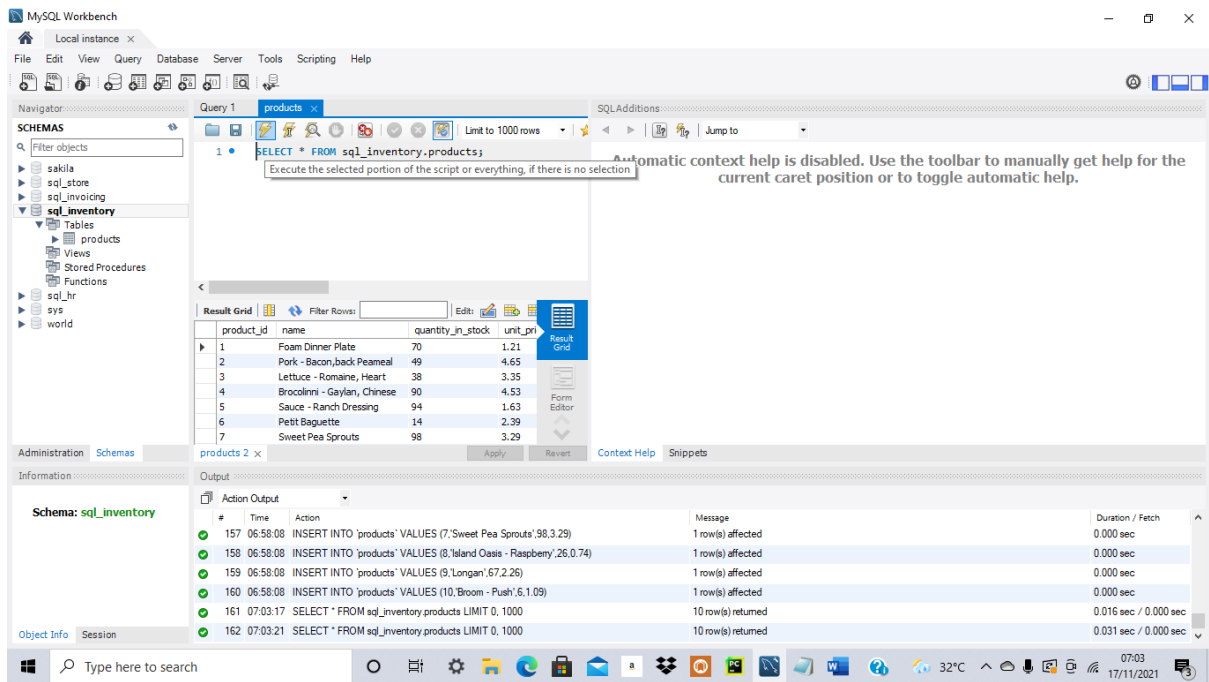 MySQL Workbench
Local instance
File Edit View Query Database Server Tools Scripting Help
Navigator
SCHEMAS
Filter objects
sakila
sql_store
sql_invoicing
sql_inventory
Tables
products
Views
Stored Procedures
Functions
sql_hr
sys
world
Administration Schemas
Information
Schema: sql_inventory
Object Info Session
Query 1 products
Limit to 1000 rows
1 SELECT * FROM sql_inventory.products;
Execute the selected portion of the script or everything, if there is no selection
Result Grid Filter Rows: Edit:
product_id name quantity_in_stock unit_pri
1 Foam Dinner Plate 70 1.21
2 Pork - Bacon,back Peameal 49 4.65
3 Lettuce - Romaine, Heart 38 3.35
4 Brocolinni - Gaylan, Chinese 90 4.53
5 Sauce - Ranch Dressing 94 1.63
6 Petit Baguette 14 2.39
7 Sweet Pea Sprouts 98 3.29
Result
Grid
Form
Editor
products 2 Apply Revert
SQLAdditions
Jump to
Automatic context help is disabled. Use the toolbar to manually get help for the
current caret position or to toggle automatic help.
Context Help Snippets
Output
Action Output
# Time Action Message Duration / Fetch
157 06:58:08 INSERT INTO `products` VALUES (7,'Sweet Pea Sprouts',98,3.29) 1 row(s) affected 0.000 sec
158 06:58:08 INSERT INTO `products` VALUES (8,'Island Oasis - Raspberry',26,0.74) 1 row(s) affected 0.000 sec
159 06:58:08 INSERT INTO `products` VALUES (9,'Longan',67,2.26) 1 row(s) affected 0.000 sec
160 06:58:08 INSERT INTO `products` VALUES (10,'Broom - Push',6,1.09) 1 row(s) affected 0.000 sec
161 07:03:17 SELECT * FROM sql_inventory.products LIMIT 0, 1000 10 row(s) returned 0.016 sec / 0.000 sec
162 07:03:21 SELECT * FROM sql_inventory.products LIMIT 0, 1000 10 row(s) returned 0.031 sec / 0.000 sec
Type here to search
32°C
07:03
17/11/2021
3